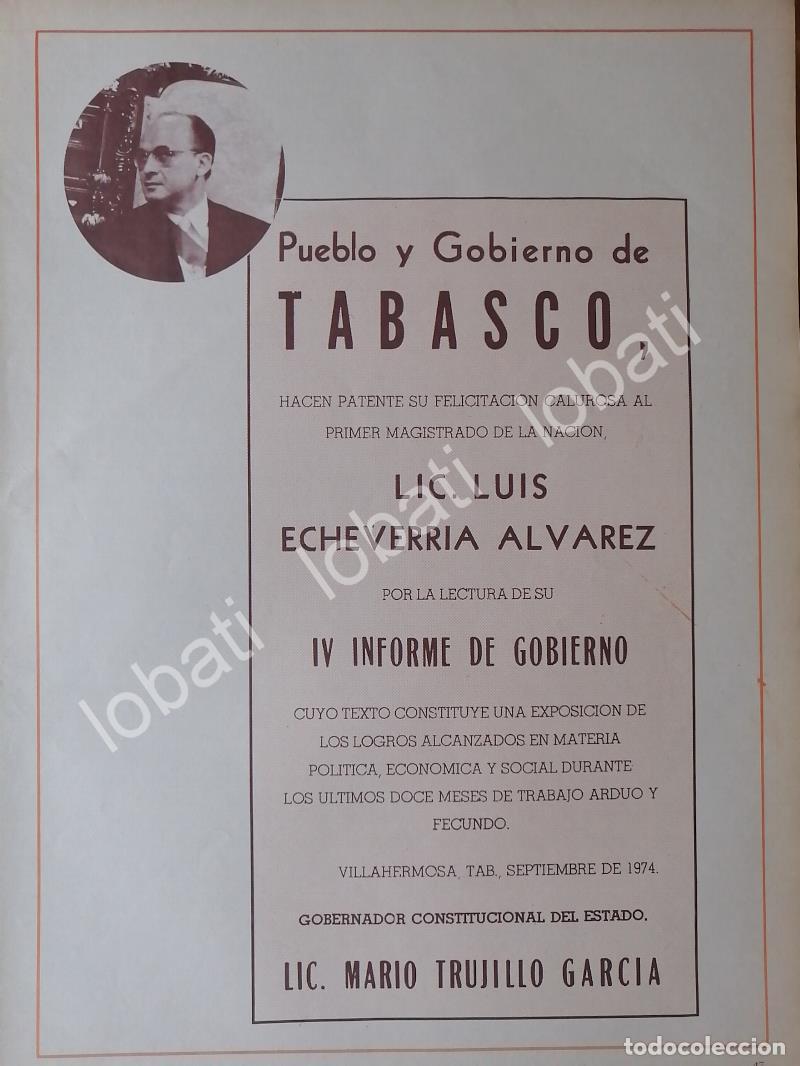 Pueblo y Gobierno de
TABASCO,
HACEN PATENTE SU FELICITACION CALUROSA AL
PRIMER MAGISTRADO DE LA NACION,
LIC. LUIS
ECHEVERRIA ALVAREZ
POR LA LECTURA DE SU
IV INFORME DE GOBIERNO
CUYO TEXTO CONSTITUYE UNA EXPOSICION DE
LOS LOGROS ALCANZADOS EN MATERIA
POLITICA, ECONOMICA Y SOCIAL DURANTE
LOS ULTIMOS DOCE MESES DE TRABAJO ARDUO Y
FECUNDO.
VILLAHERMOSA, TAB., SEPTIEMBRE DE 1974.
GOBERNADOR CONSTITUCIONAL DEL ESTADO.
LIC. MARIO TRUJILLO GARCIA
lobati lobati lobati
todocoleccion